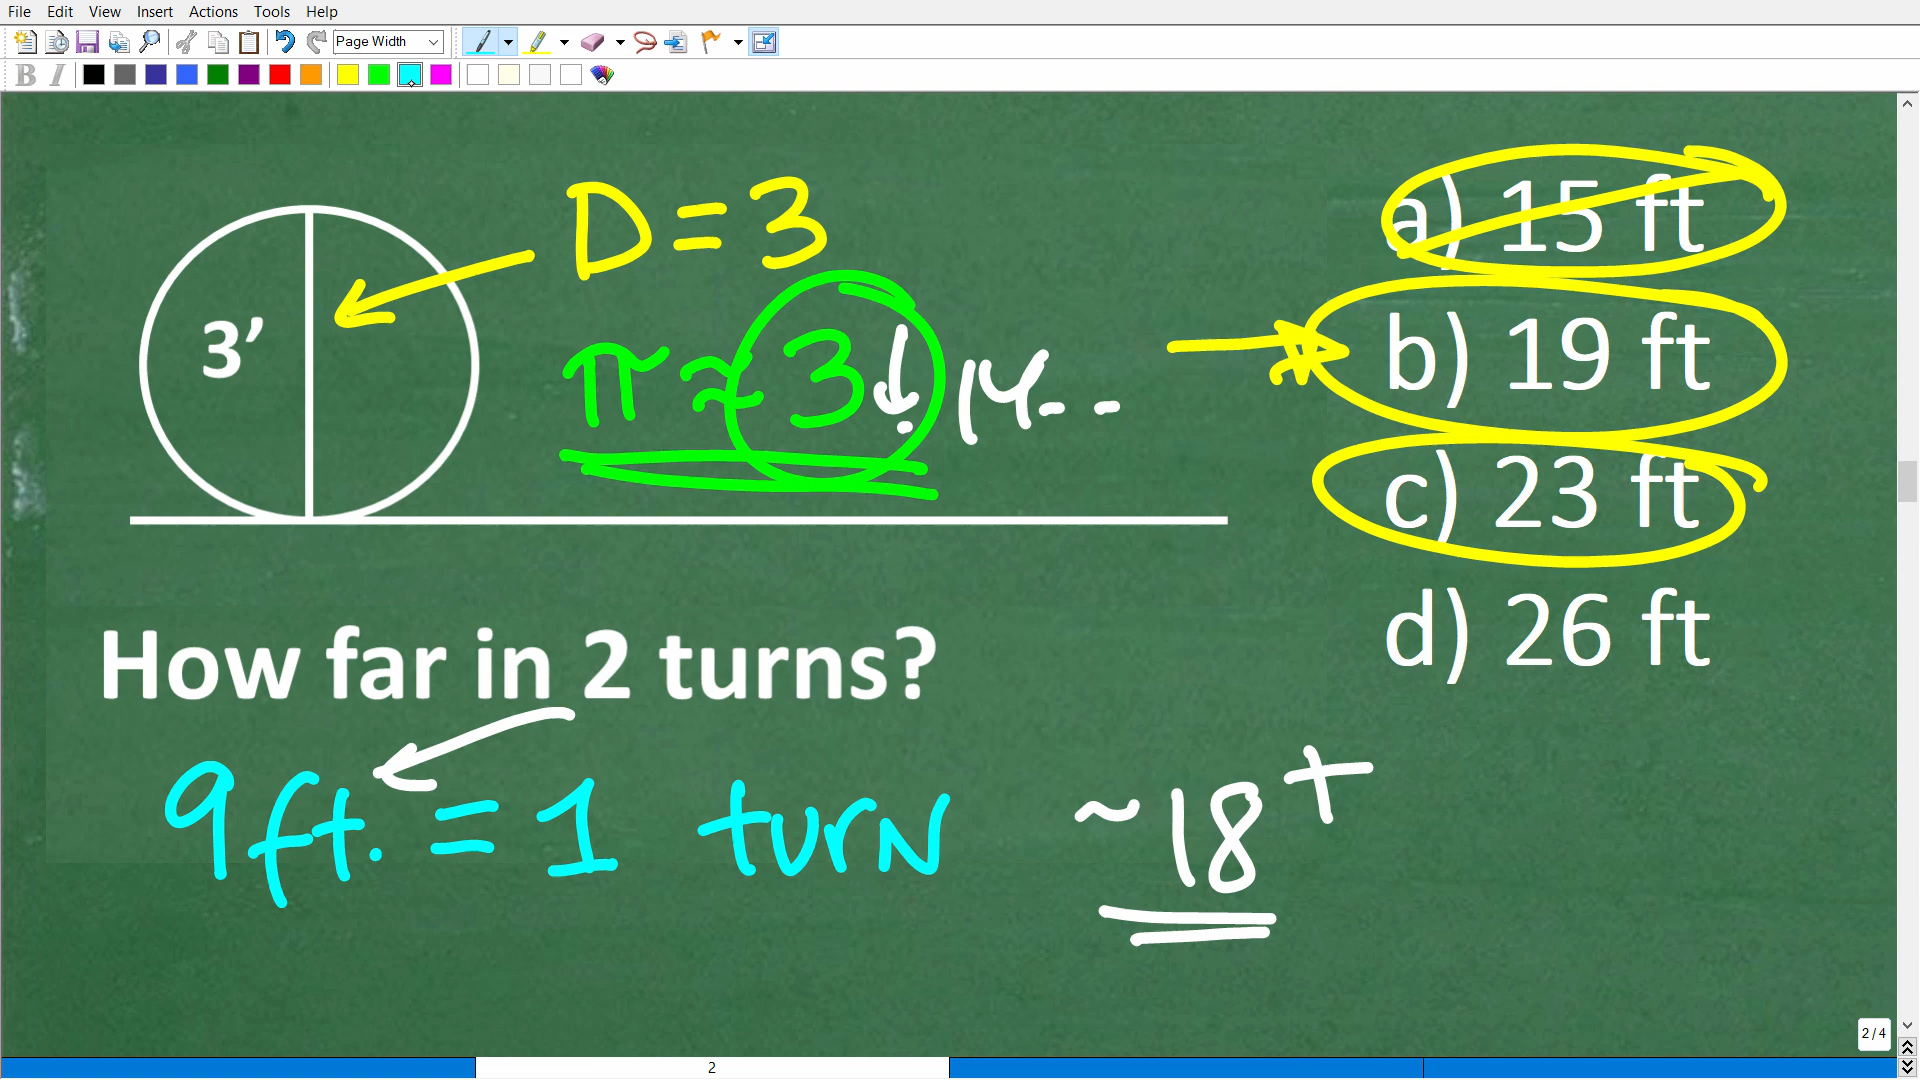 File Edit View Insert Actions Tools Help
Page Width
B I
D = 3
3’
π ≈ 3.14--
a) 15 ft
b) 19 ft
c) 23 ft
d) 26 ft
How far in 2 turns?
9ft. = 1 turn
~18+
2 / 4
2